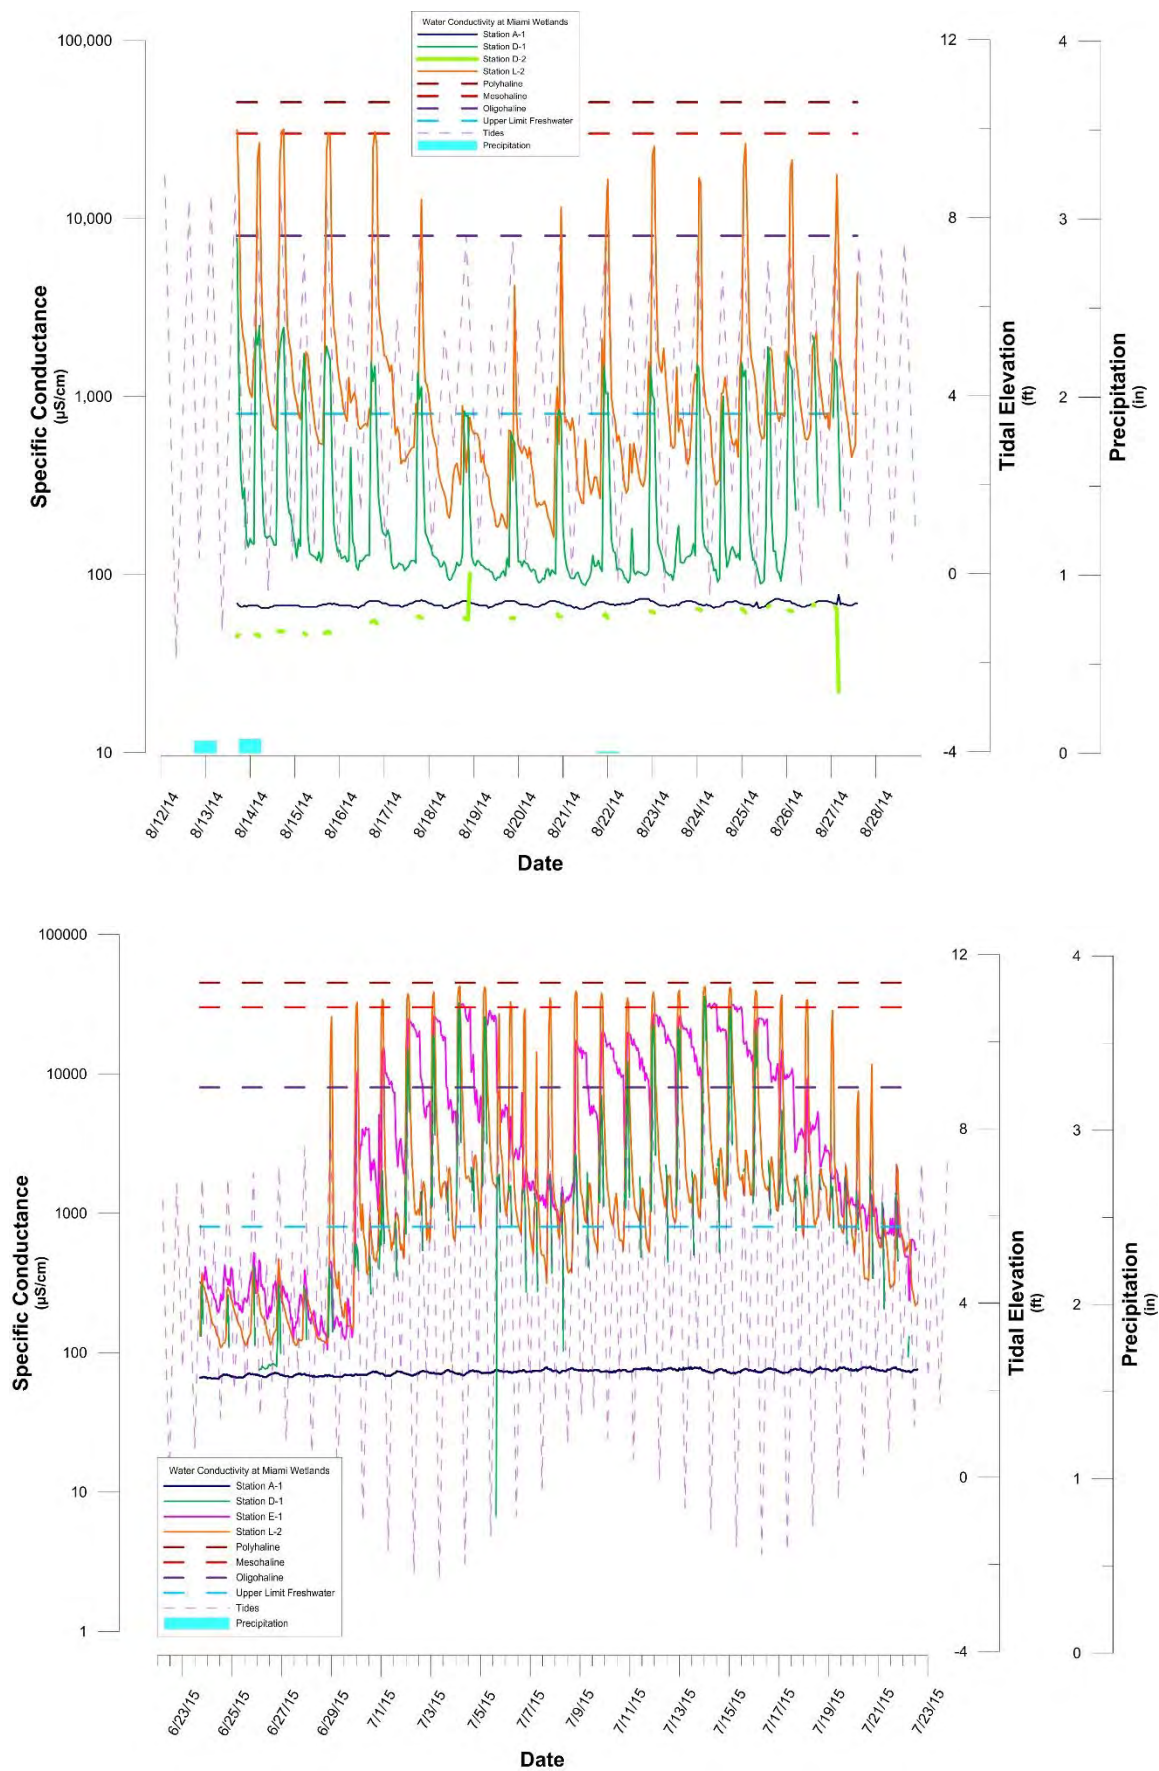 Water Conductivity at Miami Wetlands
Station A-1
Station D-1
Station D-2
Station L-2
Polyhaline
Mesohaline
Oligohaline
Upper Limit Freshwater
Tides
Precipitation
100,000
10,000
1,000
100
10
Specific Conductance
(µS/cm)
12
8
4
0
-4
Tidal Elevation
(ft)
4
3
2
1
0
Precipitation
(in)
8/12/14
8/13/14
8/14/14
8/15/14
8/16/14
8/17/14
8/18/14
8/19/14
8/20/14
8/21/14
8/22/14
8/23/14
8/24/14
8/25/14
8/26/14
8/27/14
8/28/14
Date
100000
10000
1000
100
10
1
Specific Conductance
(µS/cm)
12
8
4
0
-4
Tidal Elevation
(ft)
4
3
2
1
0
Precipitation
(in)
Water Conductivity at Miami Wetlands
Station A-1
Station D-1
Station E-1
Station L-2
Polyhaline
Mesohaline
Oligohaline
Upper Limit Freshwater
Tides
Precipitation
6/23/15
6/25/15
6/27/15
6/29/15
7/1/15
7/3/15
7/5/15
7/7/15
7/9/15
7/11/15
7/13/15
7/15/15
7/17/15
7/19/15
7/21/15
7/23/15
Date